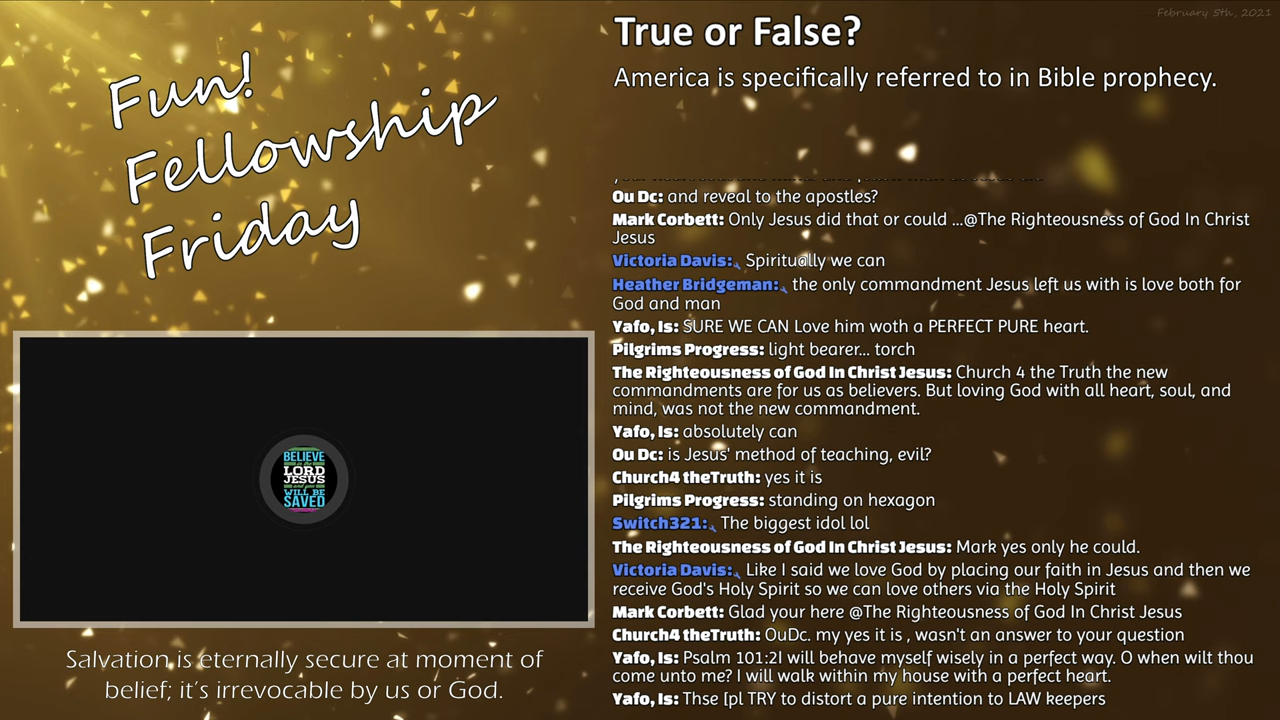 February 5th, 2021
Fun!
Fellowship
Friday
True or False?
America is specifically referred to in Bible prophecy.
Ou Dc: and reveal to the apostles?
Mark Corbett: Only Jesus did that or could ...@The Righteousness of God In Christ
Jesus
Victoria Davis: Spiritually we can
Heather Bridgeman: the only commandment Jesus left us with is love both for
God and man
Yafo, Is: SURE WE CAN Love him woth a PERFECT PURE heart.
Pilgrims Progress: light bearer... torch
The Righteousness of God In Christ Jesus: Church 4 the Truth the new
commandments are for us as believers. But loving God with all heart, soul, and
mind, was not the new commandment.
Yafo, Is: absolutely can
Ou Dc: is Jesus' method of teaching, evil?
Church4 theTruth: yes it is
Pilgrims Progress: standing on hexagon
Switch321: The biggest idol lol
The Righteousness of God In Christ Jesus: Mark yes only he could.
Victoria Davis: Like I said we love God by placing our faith in Jesus and then we
receive God's Holy Spirit so we can love others via the Holy Spirit
Mark Corbett: Glad your here @The Righteousness of God In Christ Jesus
Church4 theTruth: OuDc. my yes it is , wasn't an answer to your question
Yafo, Is: Psalm 101:2I will behave myself wisely in a perfect way. O when wilt thou
come unto me? I will walk within my house with a perfect heart.
Yafo, Is: Thse [pl TRY to distort a pure intention to LAW keepers
BELIEVE
LORD
JESUS
WILL BE
SAVED
Salvation is eternally secure at moment of
belief; it's irrevocable by us or God.